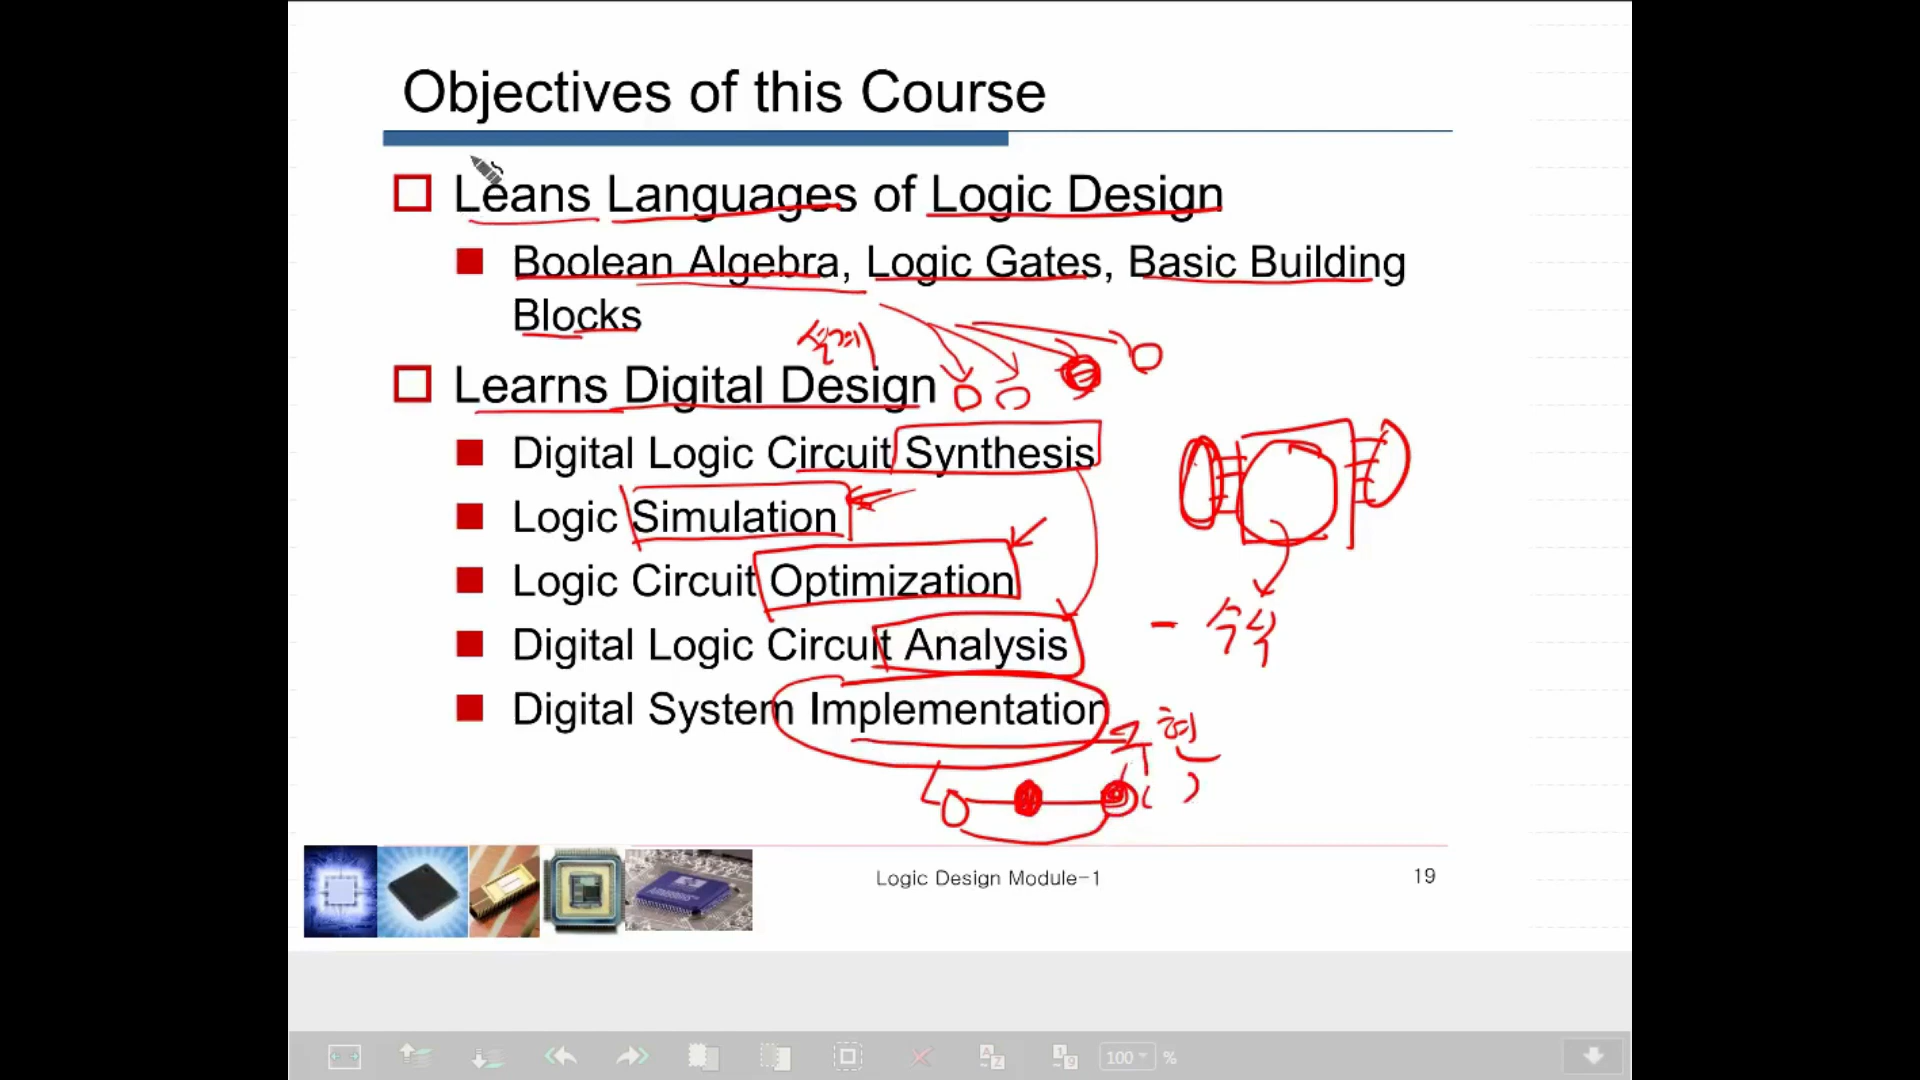 Objectives of this Course
Leans Languages of Logic Design
Boolean Algebra, Logic Gates, Basic Building
Blocks
설계
Learns Digital Design
Digital Logic Circuit Synthesis
Logic Simulation
Logic Circuit Optimization
Digital Logic Circuit Analysis
- 수식
Digital System Implementation
구현
( )
Logic Design Module-1
19
100 %